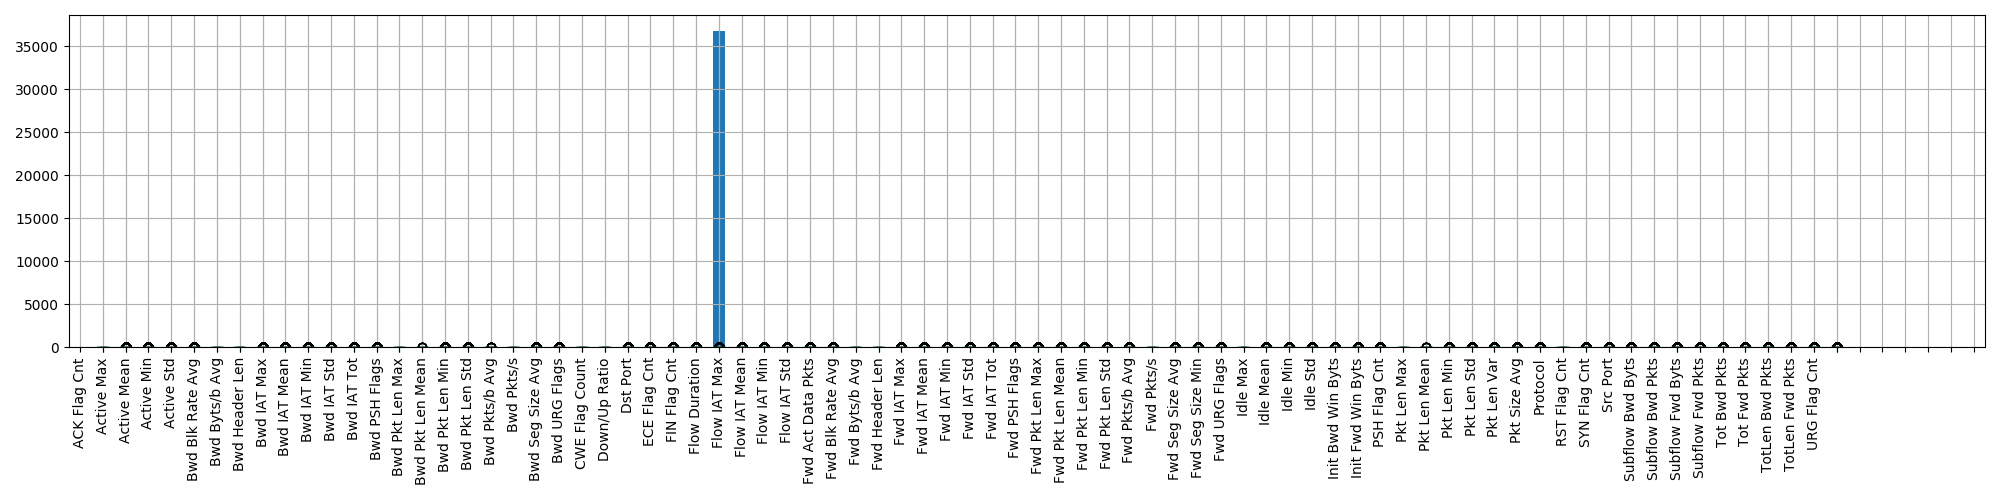 35000
30000
25000
20000
15000
10000
5000
0
ACK Flag Cnt
Active Max
Active Mean
Active Min
Active Std
Bwd Blk Rate Avg
Bwd Byts/b Avg
Bwd Header Len
Bwd IAT Max
Bwd IAT Mean
Bwd IAT Min
Bwd IAT Std
Bwd IAT Tot
Bwd PSH Flags
Bwd Pkt Len Max
Bwd Pkt Len Mean
Bwd Pkt Len Min
Bwd Pkt Len Std
Bwd Pkts/b Avg
Bwd Pkts/s
Bwd Seg Size Avg
Bwd URG Flags
CWE Flag Count
Down/Up Ratio
Dst Port
ECE Flag Cnt
FIN Flag Cnt
Flow Duration
Flow IAT Max
Flow IAT Mean
Flow IAT Min
Flow IAT Std
Fwd Act Data Pkts
Fwd Blk Rate Avg
Fwd Byts/b Avg
Fwd Header Len
Fwd IAT Max
Fwd IAT Mean
Fwd IAT Min
Fwd IAT Std
Fwd IAT Tot
Fwd PSH Flags
Fwd Pkt Len Max
Fwd Pkt Len Mean
Fwd Pkt Len Min
Fwd Pkt Len Std
Fwd Pkts/b Avg
Fwd Pkts/s
Fwd Seg Size Avg
Fwd Seg Size Min
Fwd URG Flags
Idle Max
Idle Mean
Idle Min
Idle Std
Init Bwd Win Byts
Init Fwd Win Byts
PSH Flag Cnt
Pkt Len Max
Pkt Len Mean
Pkt Len Min
Pkt Len Std
Pkt Len Var
Pkt Size Avg
Protocol
RST Flag Cnt
SYN Flag Cnt
Src Port
Subflow Bwd Byts
Subflow Bwd Pkts
Subflow Fwd Byts
Subflow Fwd Pkts
Tot Bwd Pkts
Tot Fwd Pkts
TotLen Bwd Pkts
TotLen Fwd Pkts
URG Flag Cnt